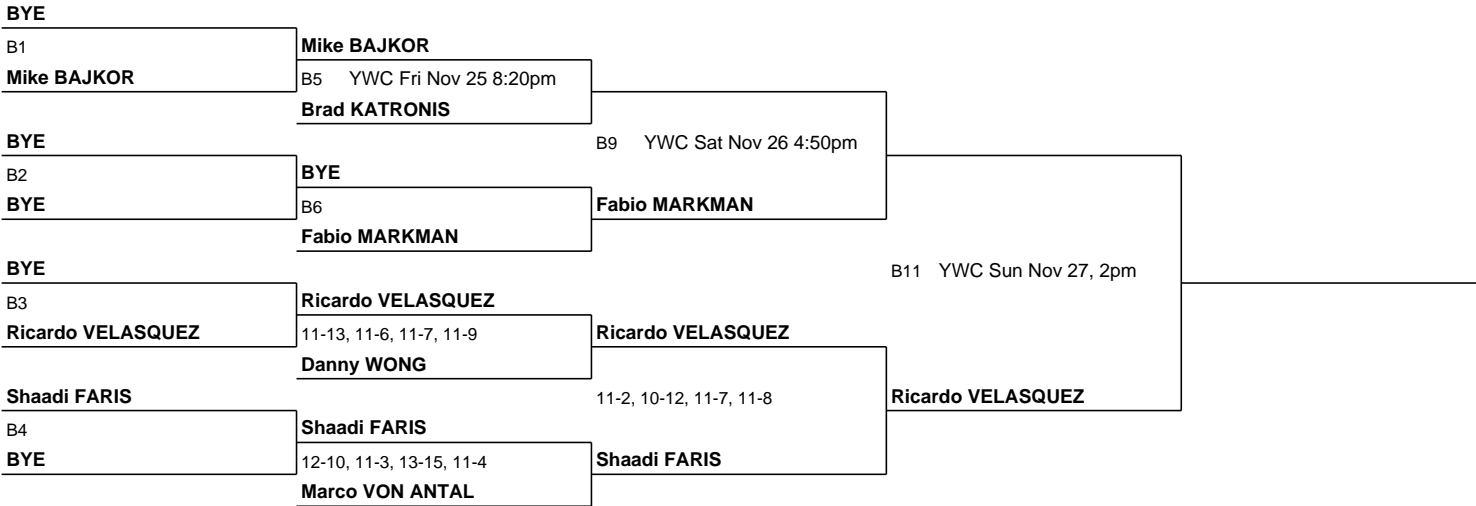 BYE
B1
Mike BAJKOR
Mike BAJKOR
B5 YWC Fri Nov 25 8:20pm
Brad KATRONIS
BYE
B2
BYE
BYE
B6
Fabio MARKMAN
B9 YWC Sat Nov 26 4:50pm
Fabio MARKMAN
BYE
B3
Ricardo VELASQUEZ
Ricardo VELASQUEZ
11-13, 11-6, 11-7, 11-9
Danny WONG
Ricardo VELASQUEZ
11-2, 10-12, 11-7, 11-8
Shaadi FARIS
Shaadi FARIS
B4
BYE
Shaadi FARIS
12-10, 11-3, 13-15, 11-4
Marco VON ANTAL
B11 YWC Sun Nov 27, 2pm
Ricardo VELASQUEZ